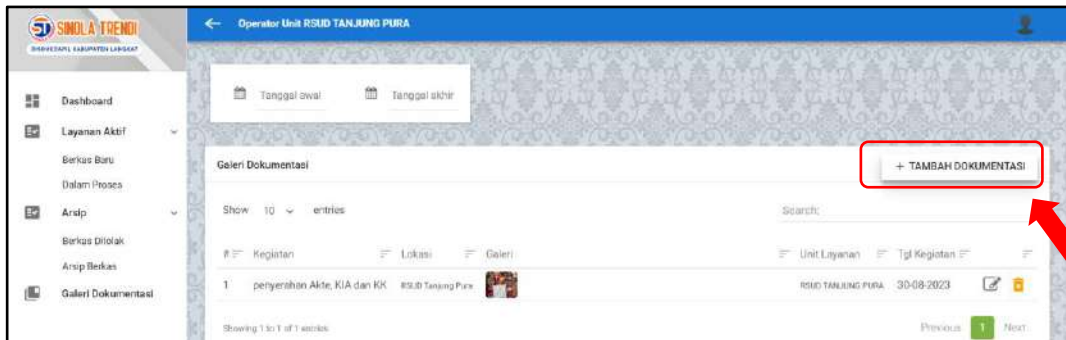 SIMOLA TRENDI
DISDUKCAPIL KABUPATEN LANGKAT
Operator Unit RSUD TANJUNG PURA
Dashboard
Layanan Aktif
Berkas Baru
Dalam Proses
Arsip
Berkas Ditolak
Arsip Berkas
Galeri Dokumentasi
Tanggal awal
Tanggal akhir
Galeri Dokumentasi
+ TAMBAH DOKUMENTASI
Show 10 entries
Search:
# Kegiatan Lokasi Galeri Unit Layanan Tgl Kegiatan
1 penyerahan Akte, KIA dan KK RSUD Tanjung Pura RSUD TANJUNG PURA 30-08-2023
Showing 1 to 1 of 1 entries
Previous 1 Next